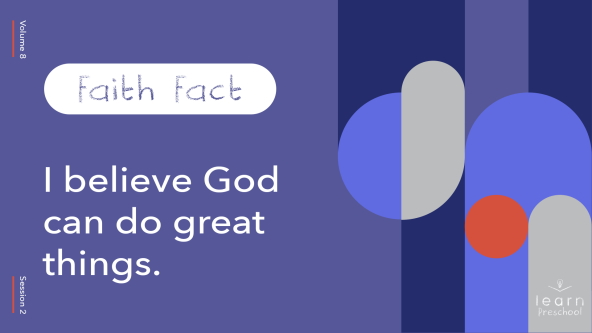 Volume 8
Faith Fact
I believe God
can do great
things.
Session 2
learn
Preschool